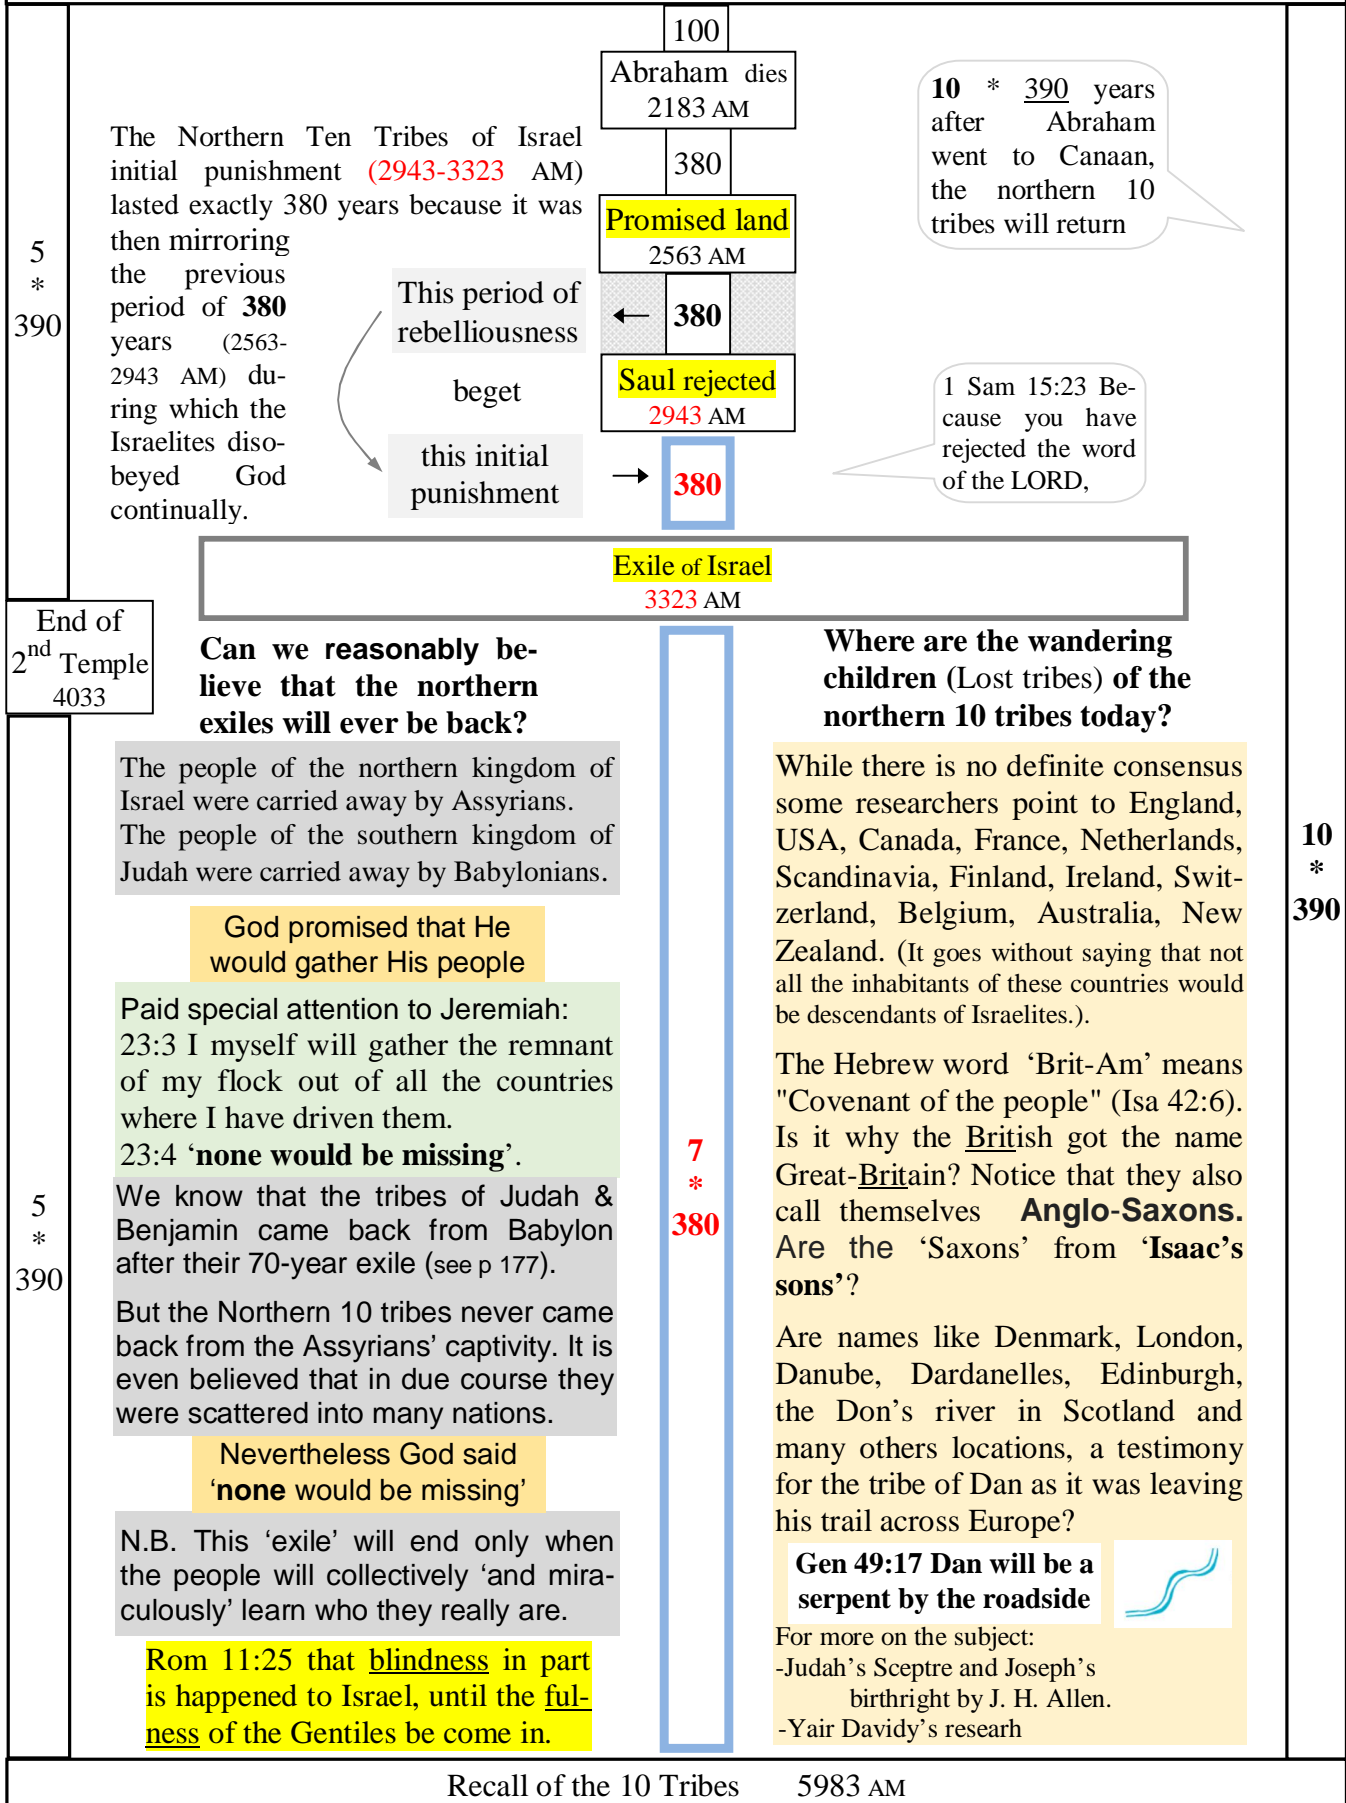 100
Abraham dies
2183 AM
380
Promised land
2563 AM
380
Saul rejected
2943 AM
380
10 * 390 years
after Abraham
went to Canaan,
the northern 10
tribes will return
The Northern Ten Tribes of Israel
initial punishment (2943-3323 AM)
lasted exactly 380 years because it was
then mirroring
the previous
period of 380
years (2563-
2943 AM) du-
ring which the
Israelites diso-
beyed God
continually.
This period of
rebelliousness
beget
this initial
punishment
1 Sam 15:23 Be-
cause you have
rejected the word
of the LORD,
5
*
390
Exile of Israel
3323 AM
End of
2nd Temple
4033
Can we reasonably be-
lieve that the northern
exiles will ever be back?
The people of the northern kingdom of
Israel were carried away by Assyrians.
The people of the southern kingdom of
Judah were carried away by Babylonians.
God promised that He
would gather His people
Paid special attention to Jeremiah:
23:3 I myself will gather the remnant
of my flock out of all the countries
where I have driven them.
23:4 ‘none would be missing’.
We know that the tribes of Judah &
Benjamin came back from Babylon
after their 70-year exile (see p 177).
But the Northern 10 tribes never came
back from the Assyrians’ captivity. It is
even believed that in due course they
were scattered into many nations.
Nevertheless God said
‘none would be missing’
N.B. This ‘exile’ will end only when
the people will collectively ‘and mira-
culously’ learn who they really are.
Rom 11:25 that blindness in part
is happened to Israel, until the ful-
ness of the Gentiles be come in.
5
*
390
7
*
380
Where are the wandering
children (Lost tribes) of the
northern 10 tribes today?
While there is no definite consensus
some researchers point to England,
USA, Canada, France, Netherlands,
Scandinavia, Finland, Ireland, Swit-
zerland, Belgium, Australia, New
Zealand. (It goes without saying that not
all the inhabitants of these countries would
be descendants of Israelites.).
The Hebrew word ‘Brit-Am’ means
"Covenant of the people" (Isa 42:6).
Is it why the British got the name
Great-Britain? Notice that they also
call themselves Anglo-Saxons.
Are the ‘Saxons’ from ‘Isaac’s
sons’?
Are names like Denmark, London,
Danube, Dardanelles, Edinburgh,
the Don’s river in Scotland and
many others locations, a testimony
for the tribe of Dan as it was leaving
his trail across Europe?
Gen 49:17 Dan will be a
serpent by the roadside
For more on the subject:
-Judah’s Sceptre and Joseph’s
birthright by J. H. Allen.
-Yair Davidy’s researh
10
*
390
Recall of the 10 Tribes 5983 AM